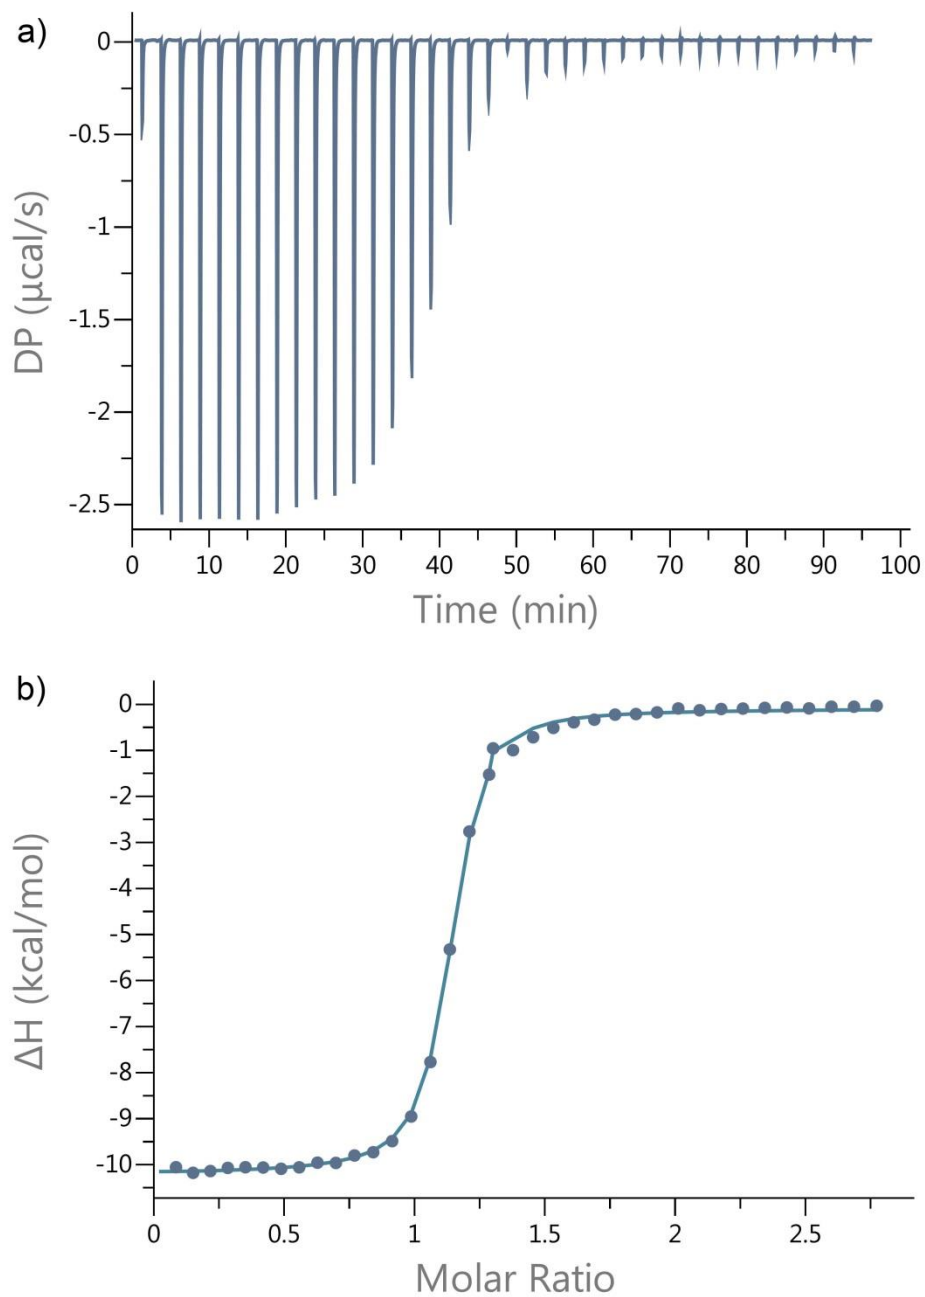 a)
DP (μcal/s)
0
-0.5
-1
-1.5
-2
-2.5
0 10 20 30 40 50 60 70 80 90 100
Time (min)
b)
ΔH (kcal/mol)
0
-1
-2
-3
-4
-5
-6
-7
-8
-9
-10
0 0.5 1 1.5 2 2.5
Molar Ratio